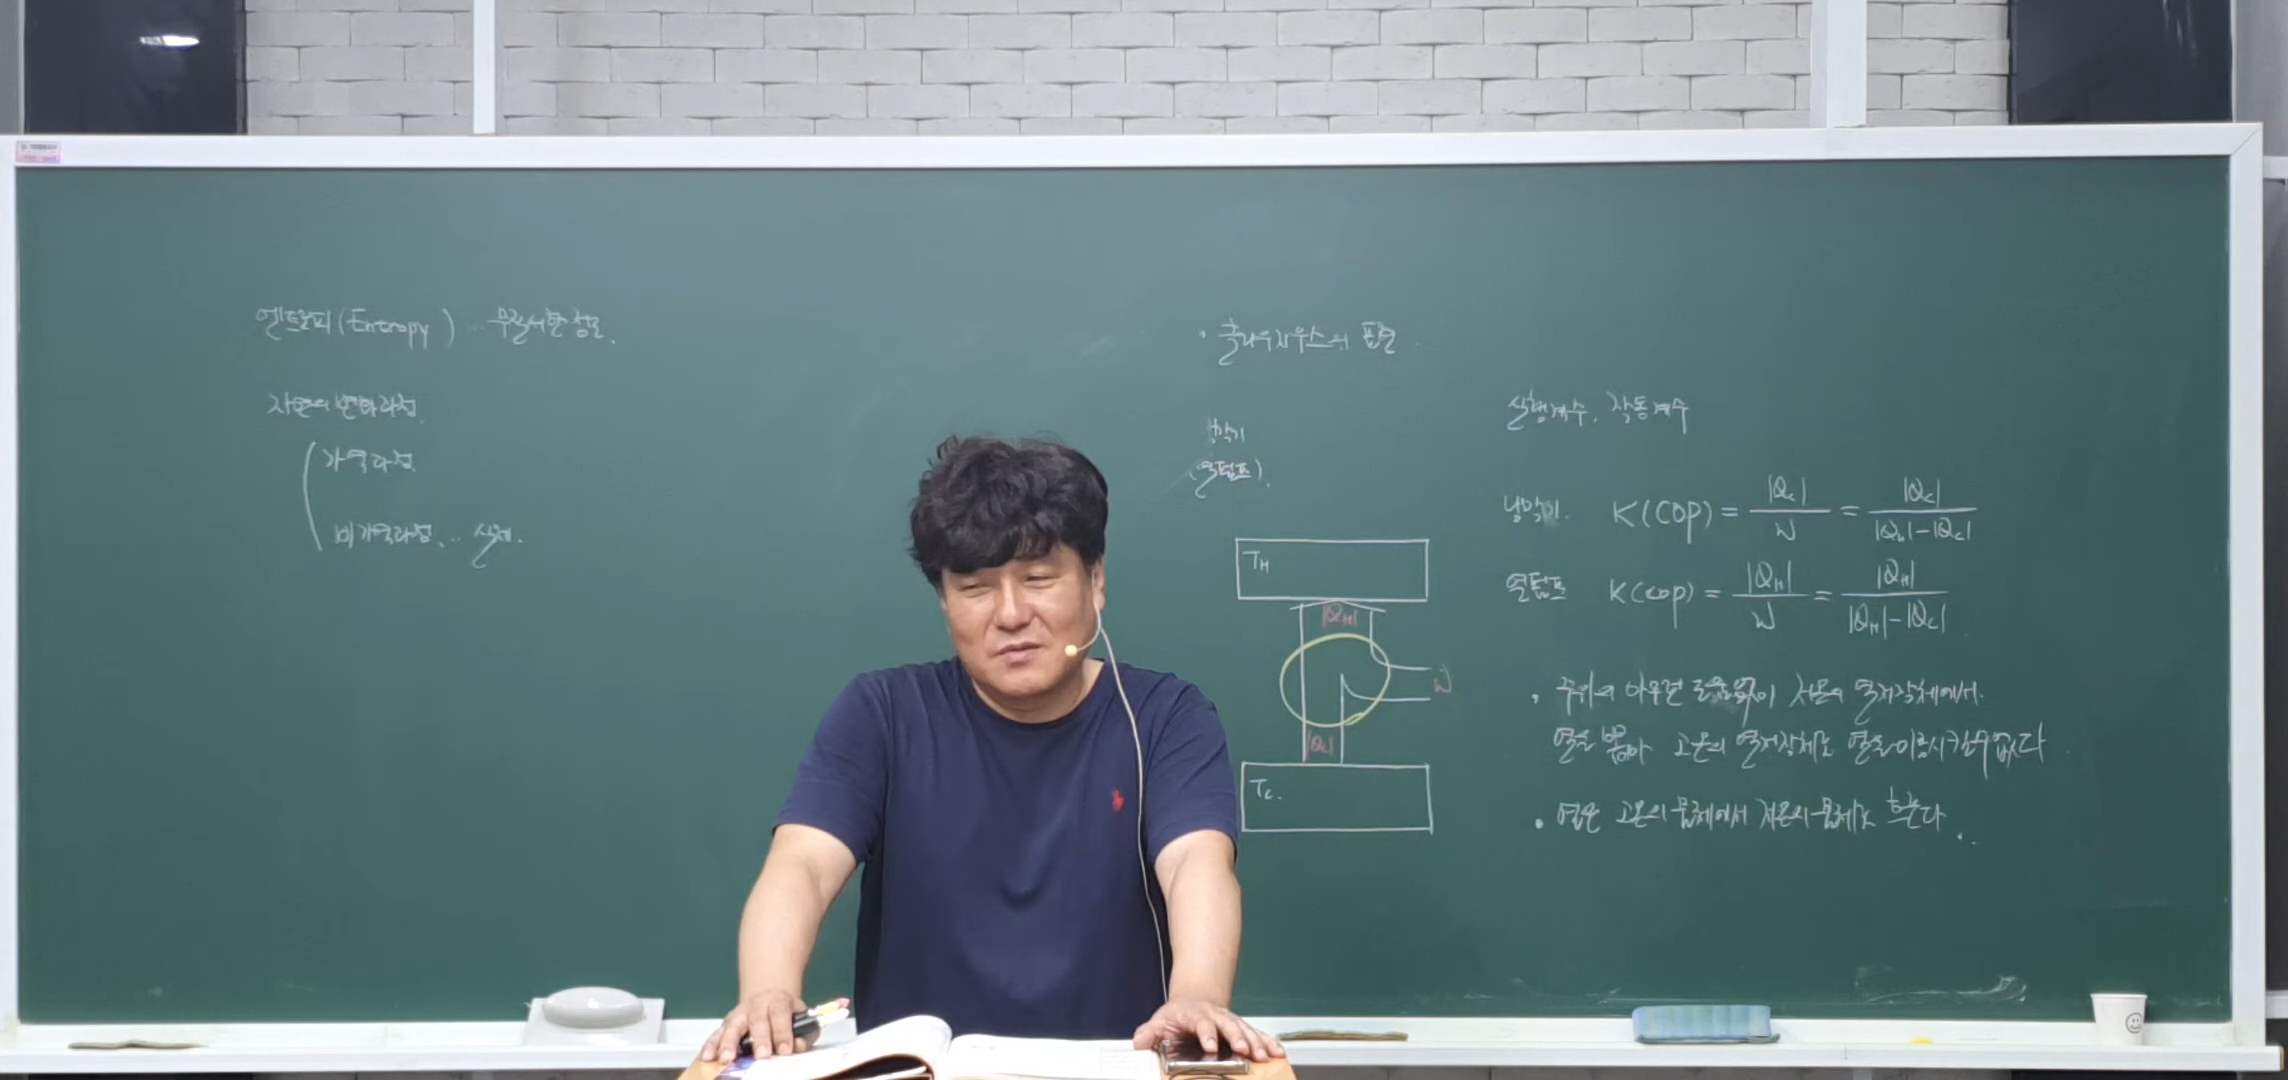 엔트로피(Entropy) ... 무질서한 정도.
자연의 변화과정.
가역과정.
비가역과정. ... 실제.
· 클라우지우스의 표현
냉각기
(열펌프).
T_H
|Q_H|
W
|Q_C|
T_C.
실행계수. 작동계수
냉각기. K(COP) = |Q_C| / W = |Q_C| / (|Q_H| - |Q_C|)
열펌프 K(COP) = |Q_H| / W = |Q_H| / (|Q_H| - |Q_C|)
· 주위의 아무런 도움없이 저온의 열저장체에서.
열을 뽑아 고온의 열저장체로 열을 이동시킬수없다
· 열은 고온의 물체에서 저온의 물체로 흐른다.